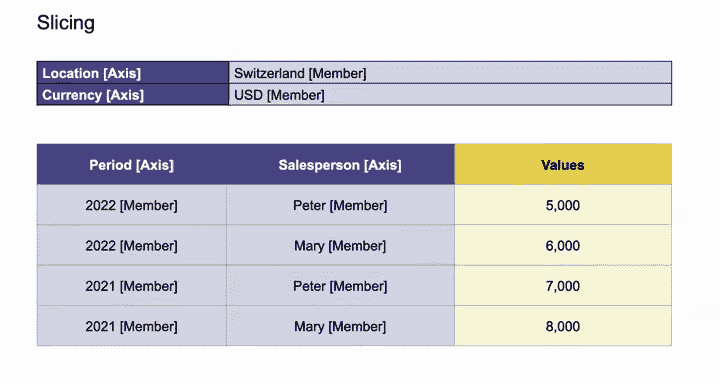 Slicing
Location [Axis] Switzerland [Member]
Currency [Axis] USD [Member]
Period [Axis] Salesperson [Axis] Values
2022 [Member] Peter [Member] 5,000
2022 [Member] Mary [Member] 6,000
2021 [Member] Peter [Member] 7,000
2021 [Member] Mary [Member] 8,000